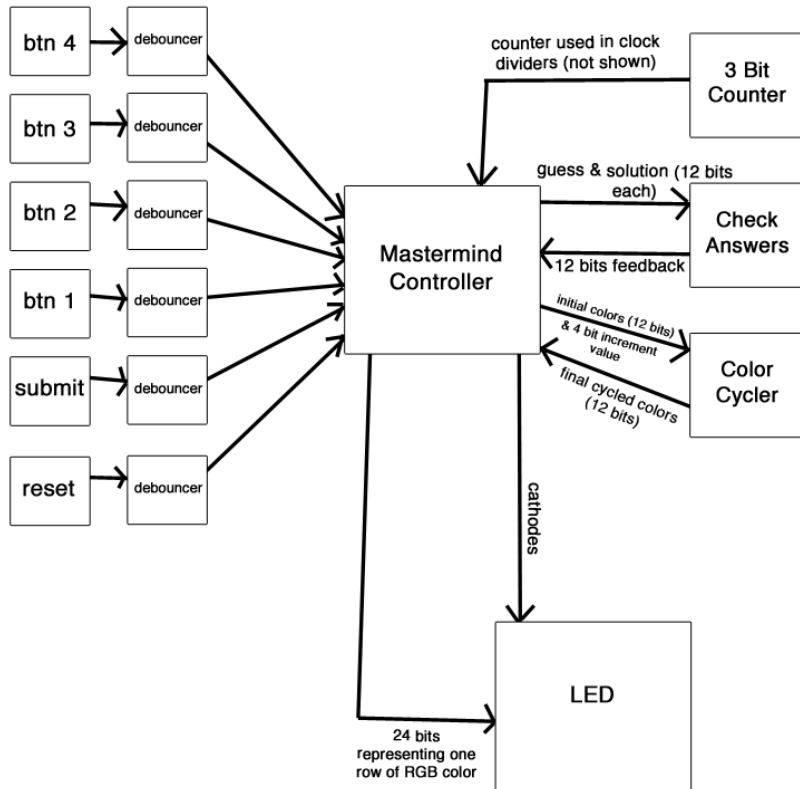 btn 4
debouncer
btn 3
debouncer
btn 2
debouncer
btn 1
debouncer
submit
debouncer
reset
debouncer
counter used in clock
dividers (not shown)
3 Bit
Counter
Mastermind
Controller
guess & solution (12 bits
each)
12 bits feedback
Check
Answers
initial colors (12 bits)
& 4 bit increment
value
final cycled colors
(12 bits)
Color
Cycler
cathodes
24 bits
representing one
row of RGB color
LED